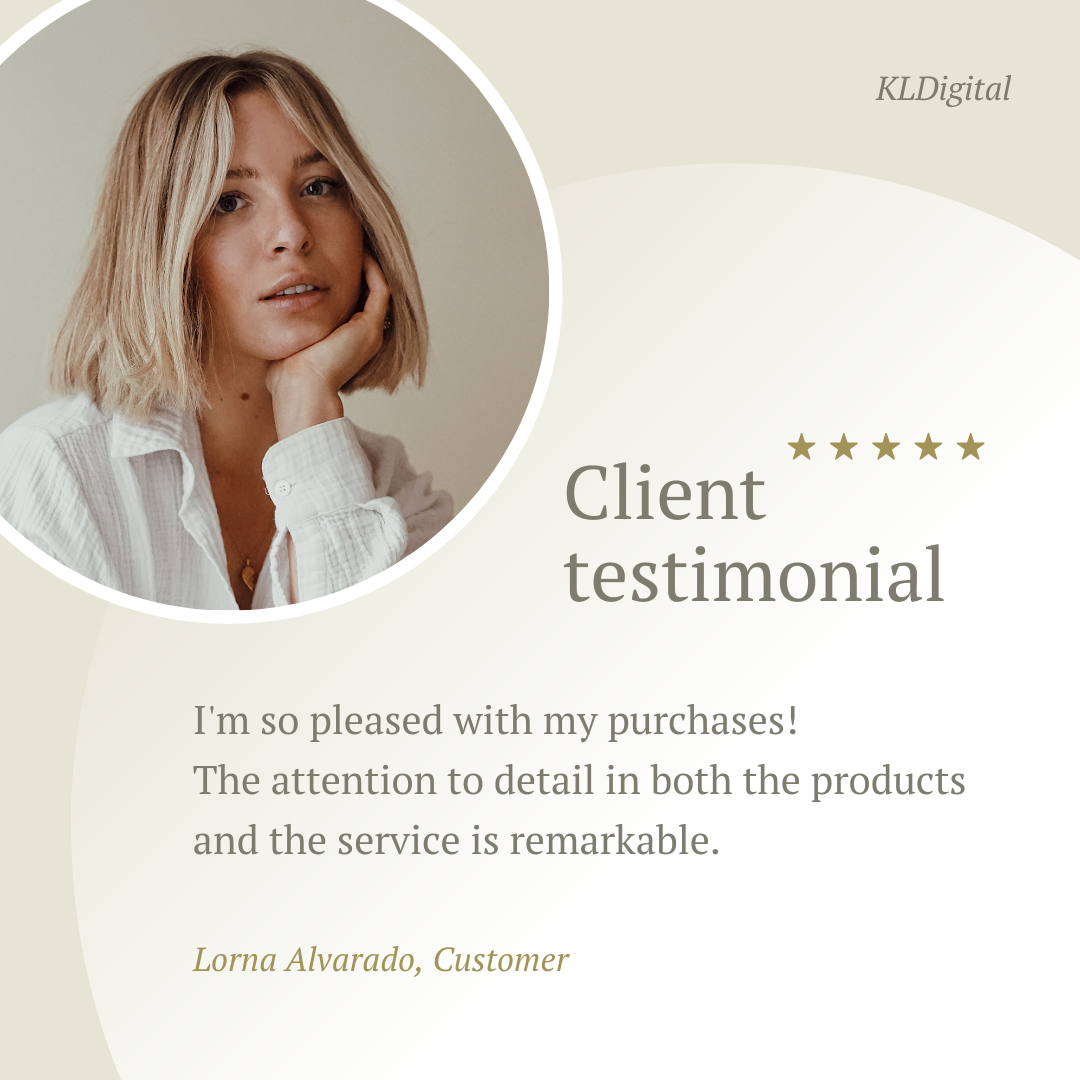 KLDigital
★★★★★
Client
testimonial
I'm so pleased with my purchases!
The attention to detail in both the products
and the service is remarkable.
Lorna Alvarado, Customer